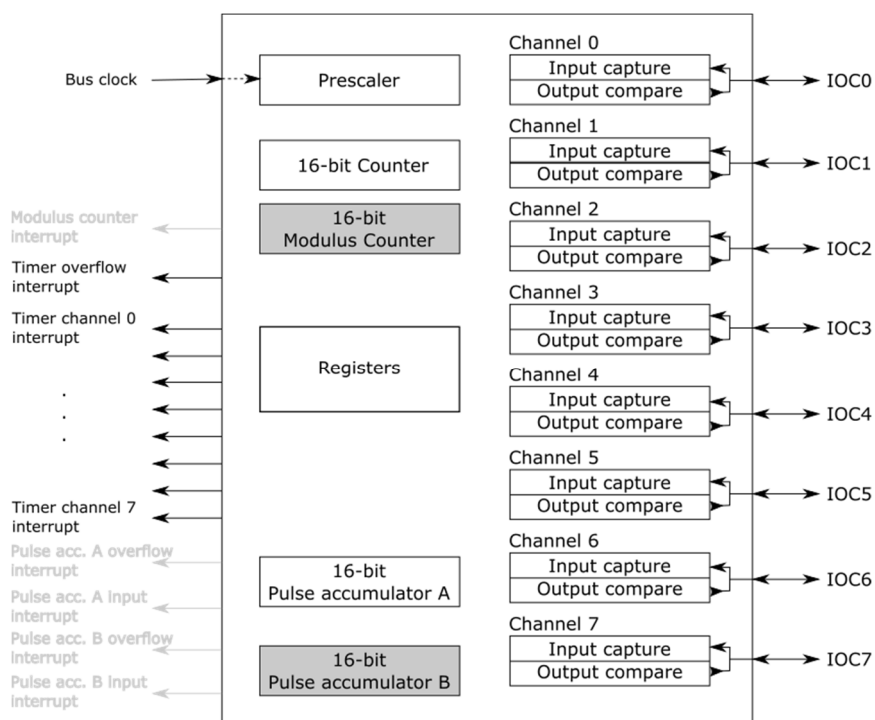 Bus clock
Modulus counter
interrupt
Timer overflow
interrupt
Timer channel 0
interrupt
.
.
.
Timer channel 7
interrupt
Pulse acc. A overflow
interrupt
Pulse acc. A input
interrupt
Pulse acc. B overflow
interrupt
Pulse acc. B input
interrupt
Prescaler
16-bit Counter
16-bit
Modulus Counter
Registers
16-bit
Pulse accumulator A
16-bit
Pulse accumulator B
Channel 0
Input capture
Output compare
IOC0
Channel 1
Input capture
Output compare
IOC1
Channel 2
Input capture
Output compare
IOC2
Channel 3
Input capture
Output compare
IOC3
Channel 4
Input capture
Output compare
IOC4
Channel 5
Input capture
Output compare
IOC5
Channel 6
Input capture
Output compare
IOC6
Channel 7
Input capture
Output compare
IOC7